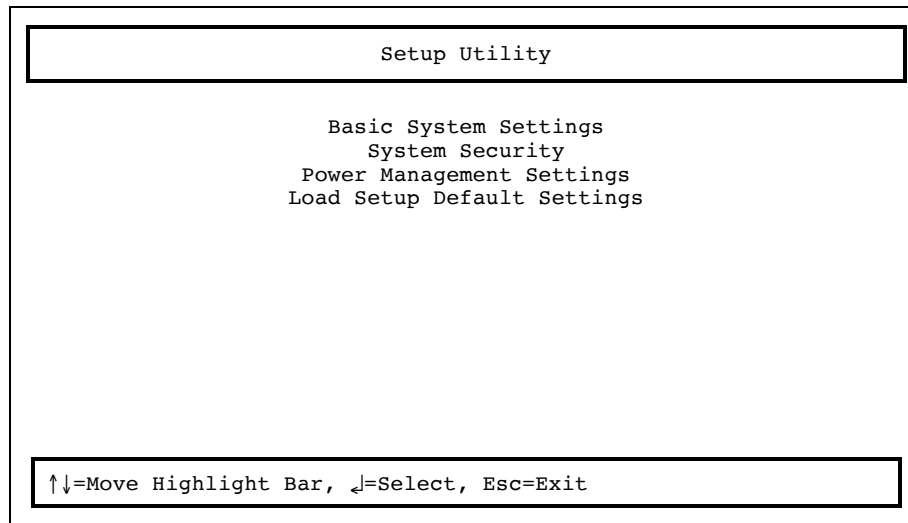 Setup Utility
Basic System Settings
System Security
Power Management Settings
Load Setup Default Settings
↑↓=Move Highlight Bar, ↲=Select, Esc=Exit